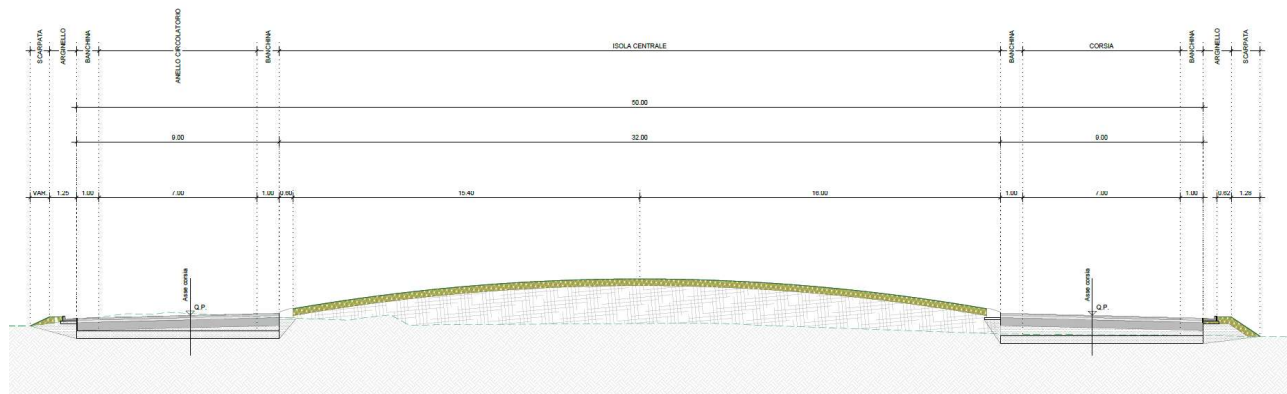 SCARPATA
ARGINELLO
BANCHINA
ANELLO CIRCOLATORIO
BANCHINA
ISOLA CENTRALE
BANCHINA
CORSIA
BANCHINA
ARGINELLO
SCARPATA
50.00
9.00
32.00
9.00
VAR.
1.25
1.00
7.00
1.00
0.60
15.40
16.00
1.00
7.00
1.00
0.62
1.28
Asse corsia
Q.P.
Asse corsia
Q.P.